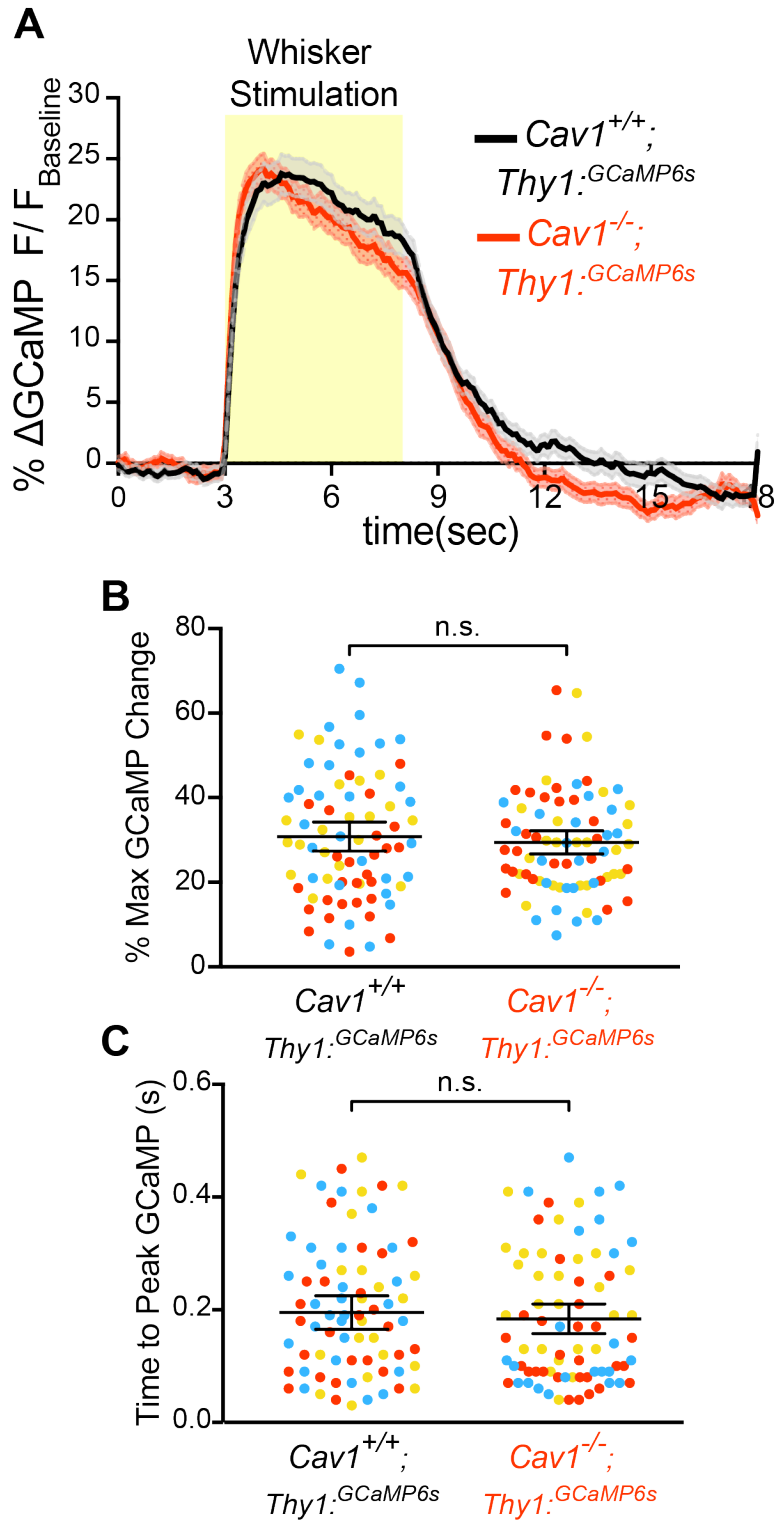 A
Whisker
Stimulation
% ΔGCaMP F/ F Baseline
30
25
20
15
10
5
0
Cav1+/+;
Thy1:GCaMP6s
Cav1-/-;
Thy1:GCaMP6s
0 3 6 9 12 15 18
time(sec)
B
% Max GCaMP Change
80
60
40
20
0
n.s.
Cav1+/+ Cav1-/-;
Thy1:GCaMP6s Thy1:GCaMP6s
C
Time to Peak GCaMP (s)
0.6
0.4
0.2
0.0
n.s.
Cav1+/+; Cav1-/-;
Thy1:GCaMP6s Thy1:GCaMP6s